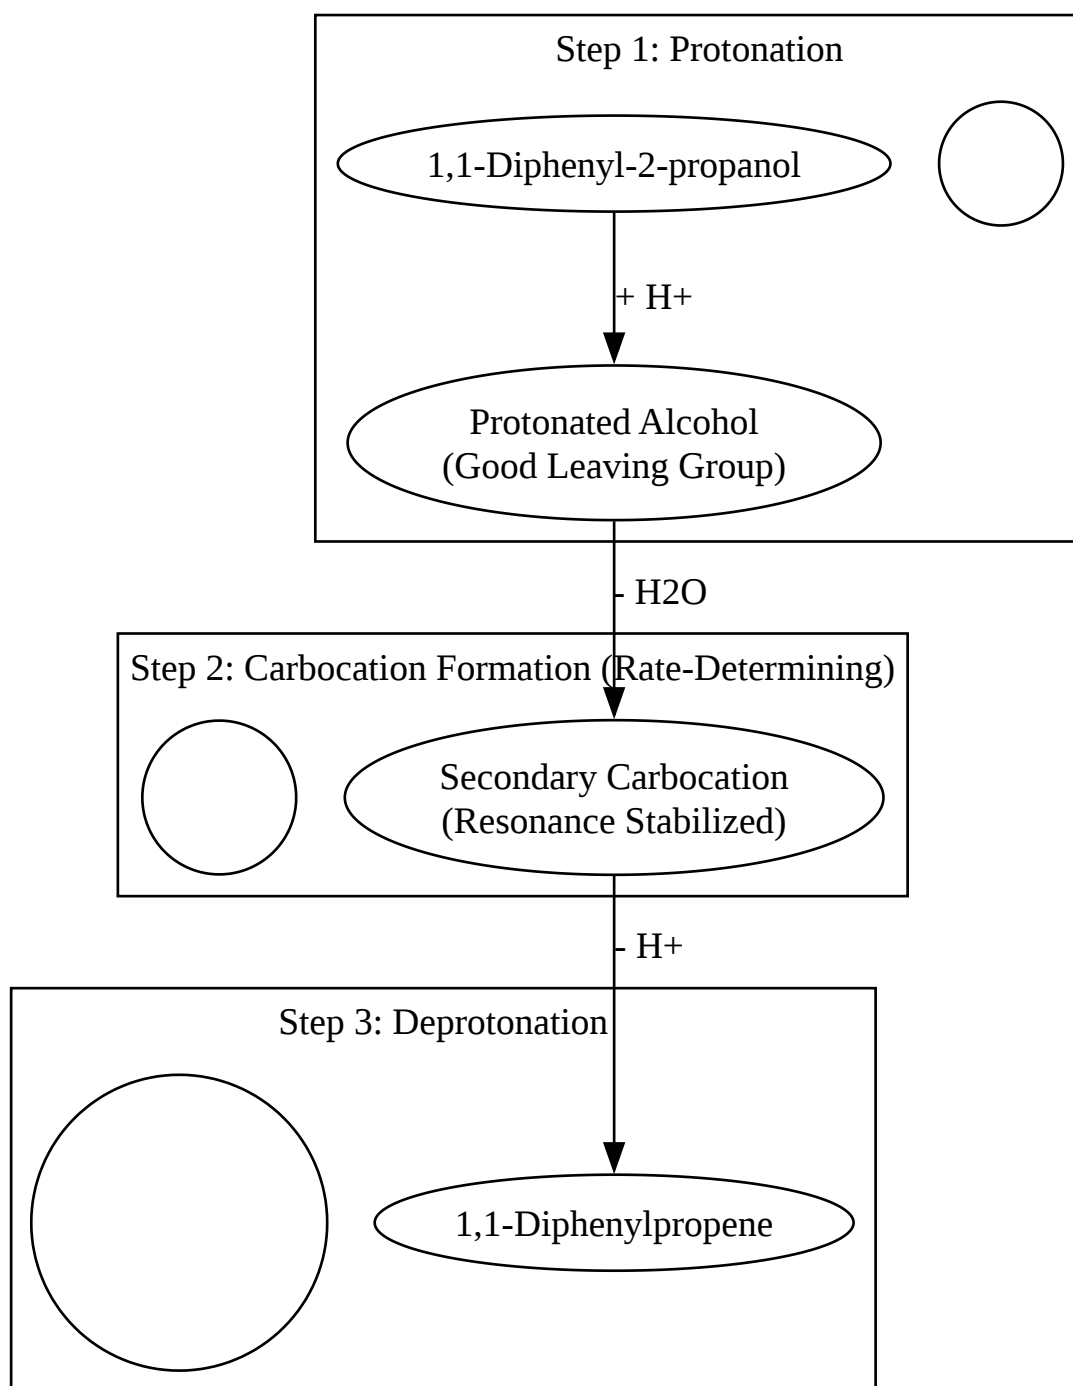 Step 1: Protonation
1,1-Diphenyl-2-propanol
+ H+
Protonated Alcohol
(Good Leaving Group)
- H2O
Step 2: Carbocation Formation (Rate-Determining)
Secondary Carbocation
(Resonance Stabilized)
- H+
Step 3: Deprotonation
1,1-Diphenylpropene